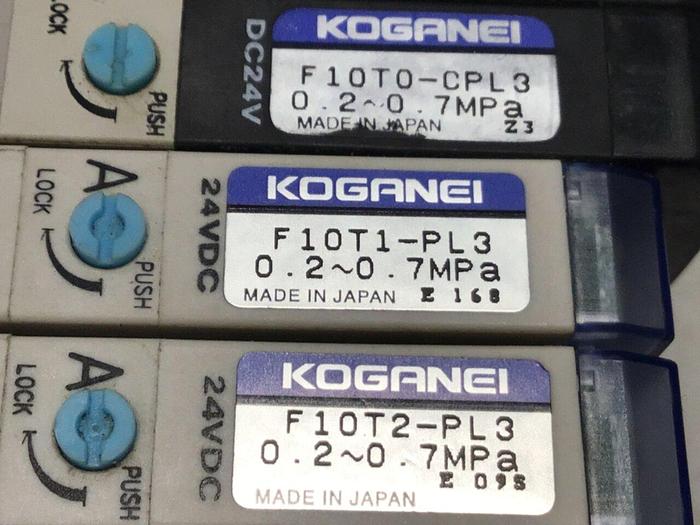 LOCK
PUSH
DC24V
KOGANEI
F10T0-CPL3
0.2~0.7MPa
MADE IN JAPAN Z3
A
LOCK
PUSH
24VDC
KOGANEI
F10T1-PL3
0.2~0.7MPa
MADE IN JAPAN E 168
A
LOCK
PUSH
24VDC
KOGANEI
F10T2-PL3
0.2~0.7MPa
E 09S
MADE IN JAPAN